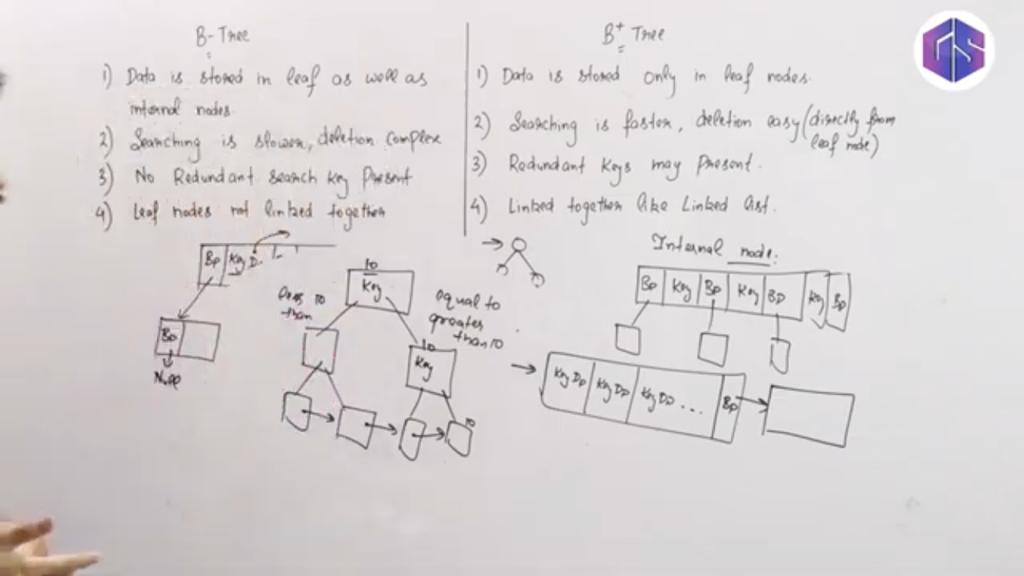 B-Tree
1) Data is stored in leaf as well as
internal nodes.
2) Searching is slower, deletion complex
3) No Redundant search key present
4) Leaf nodes not linked together
B+ Tree
1) Data is stored only in leaf nodes.
2) Searching is faster, deletion easy (directly from
leaf node)
3) Redundant keys may present.
4) Linked together like Linked list.
BP Key D.
BP
Null
10
Key
Less 10
than
equal to
greater
than 10
10
Key
10
Internal node.
BP Key BP Key BP Key BP
Key DP Key DP Key DP ... BP
GS